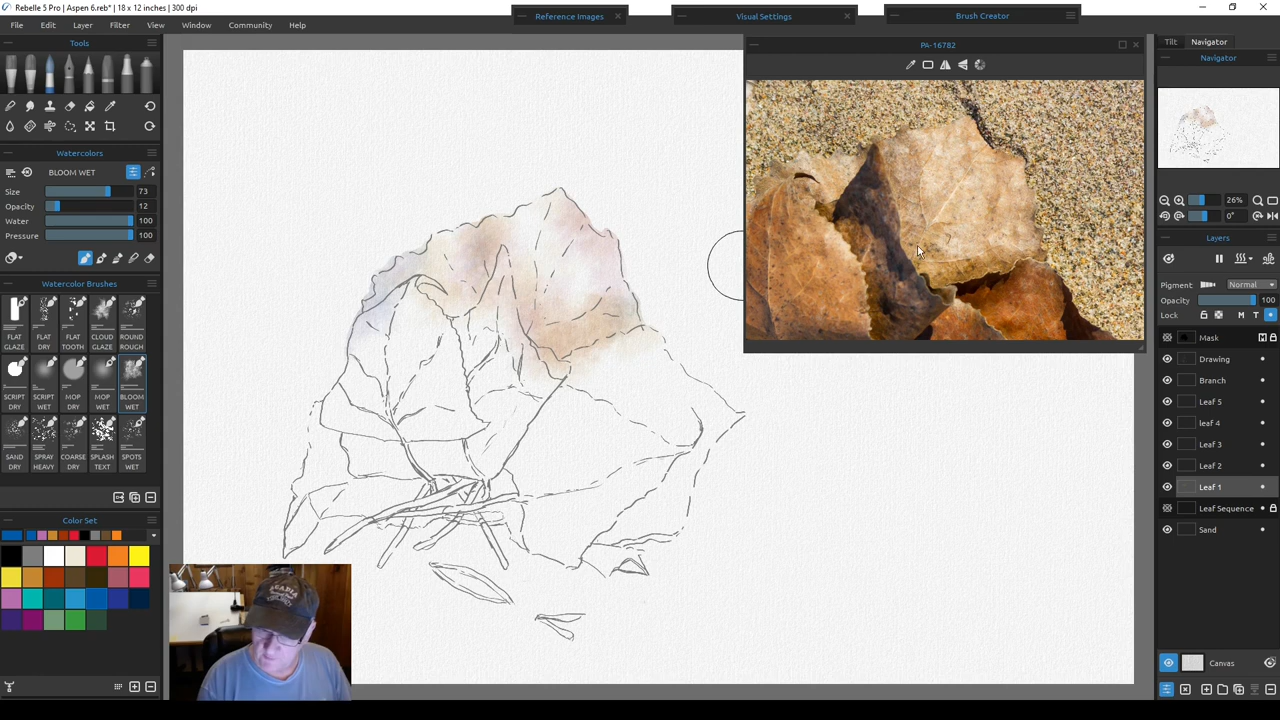 Rebelle 5 Pro | Aspen 6.reb* | 18 x 12 inches | 300 dpi
File Edit Layer Filter View Window Community Help
Reference Images
Visual Settings
Brush Creator
Tools
PA-16782
Tilt Navigator
Navigator
Watercolors
BLOOM WET
Size 73
Opacity 12
Water 100
Pressure 100
26%
0°
Layers
Watercolor Brushes
FLAT GLAZE
FLAT DRY
FLAT TOOTH
CLOUD GLAZE
ROUND ROUGH
SCRIPT DRY
SCRIPT WET
MOP DRY
MOP WET
BLOOM WET
SAND DRY
SPRAY HEAVY
COARSE DRY
SPLASH TEXT
SPOTS WET
Pigment Normal
Opacity 100
Lock M T
Mask
Drawing
Branch
Leaf 5
leaf 4
Leaf 3
Leaf 2
Leaf 1
Leaf Sequence
Sand
Color Set
ACADIA
Canvas